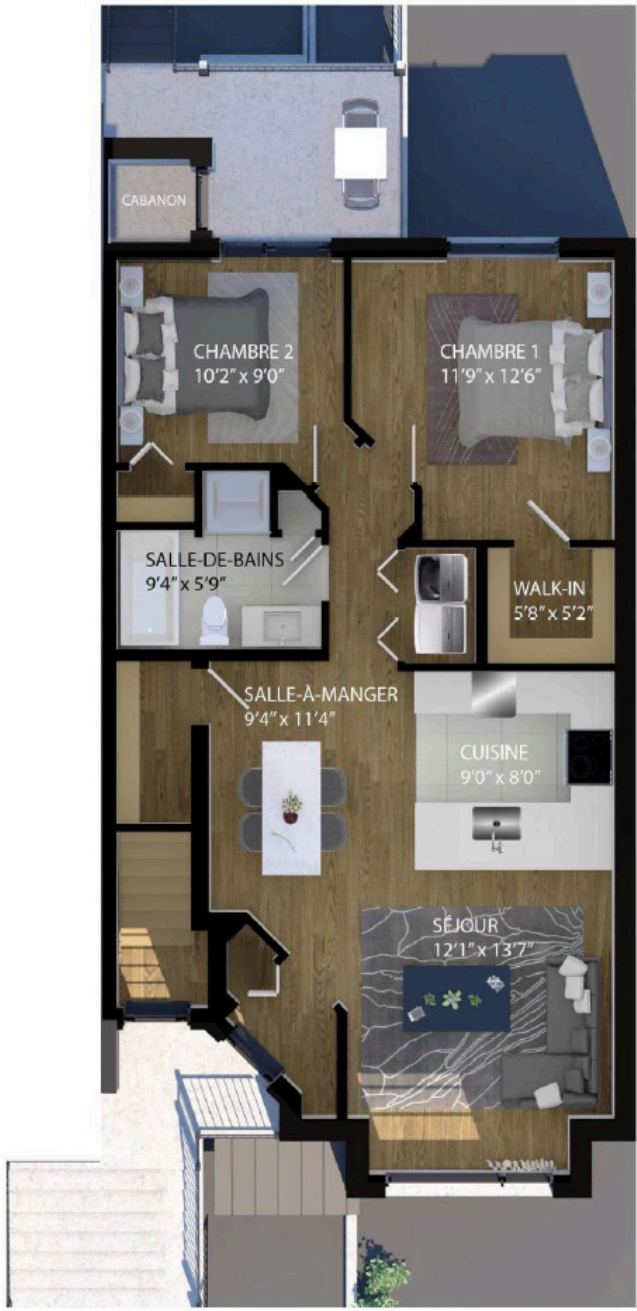 CABANON
CHAMBRE 2
10'2" x 9'0"
CHAMBRE 1
11'9" x 12'6"
SALLE-DE-BAINS
9'4" x 5'9"
WALK-IN
5'8" x 5'2"
SALLE-À-MANGER
9'4" x 11'4"
CUISINE
9'0" x 8'0"
SÉJOUR
12'1" x 13'7"